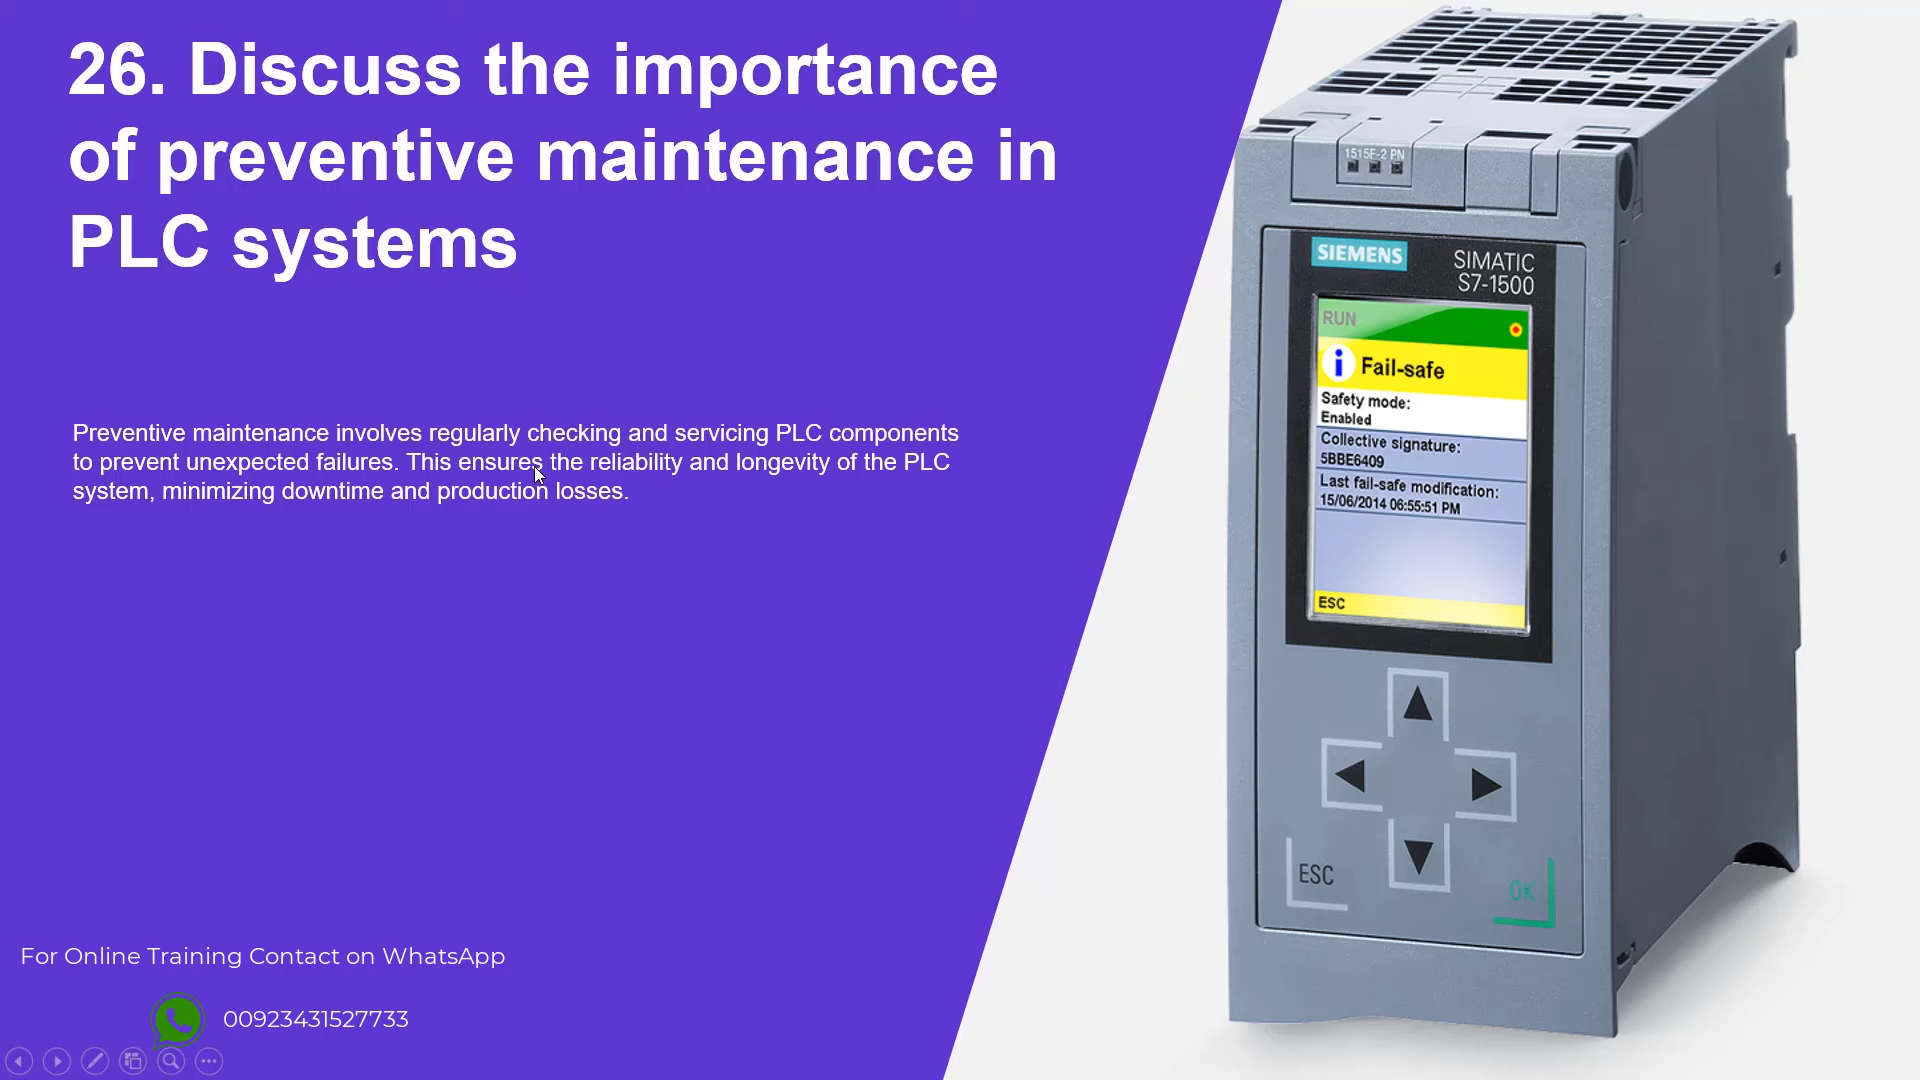 26. Discuss the importance
of preventive maintenance in
PLC systems
Preventive maintenance involves regularly checking and servicing PLC components
to prevent unexpected failures. This ensures the reliability and longevity of the PLC
system, minimizing downtime and production losses.
For Online Training Contact on WhatsApp
00923431527733
1515F-2 PN
SIEMENS
SIMATIC
S7-1500
RUN
Fail-safe
Safety mode:
Enabled
Collective signature:
5BBE6409
Last fail-safe modification:
15/06/2014 06:55:51 PM
ESC
ESC
OK